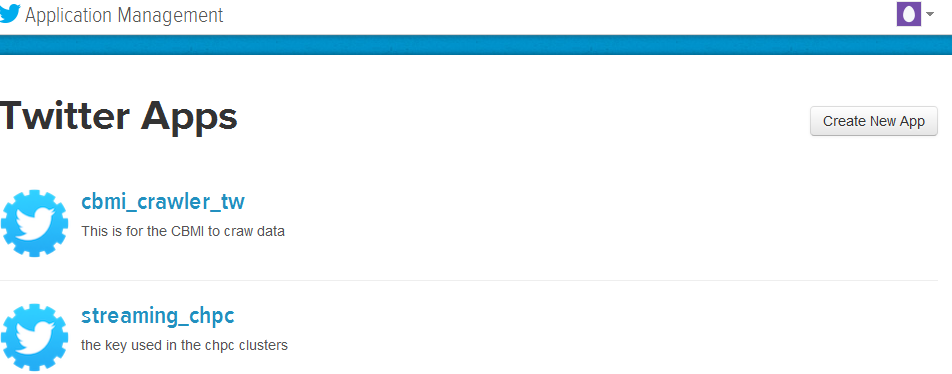 Application Management
Twitter Apps
Create New App
cbmi_crawler_tw
This is for the CBMI to craw data
streaming_chpc
the key used in the chpc clusters